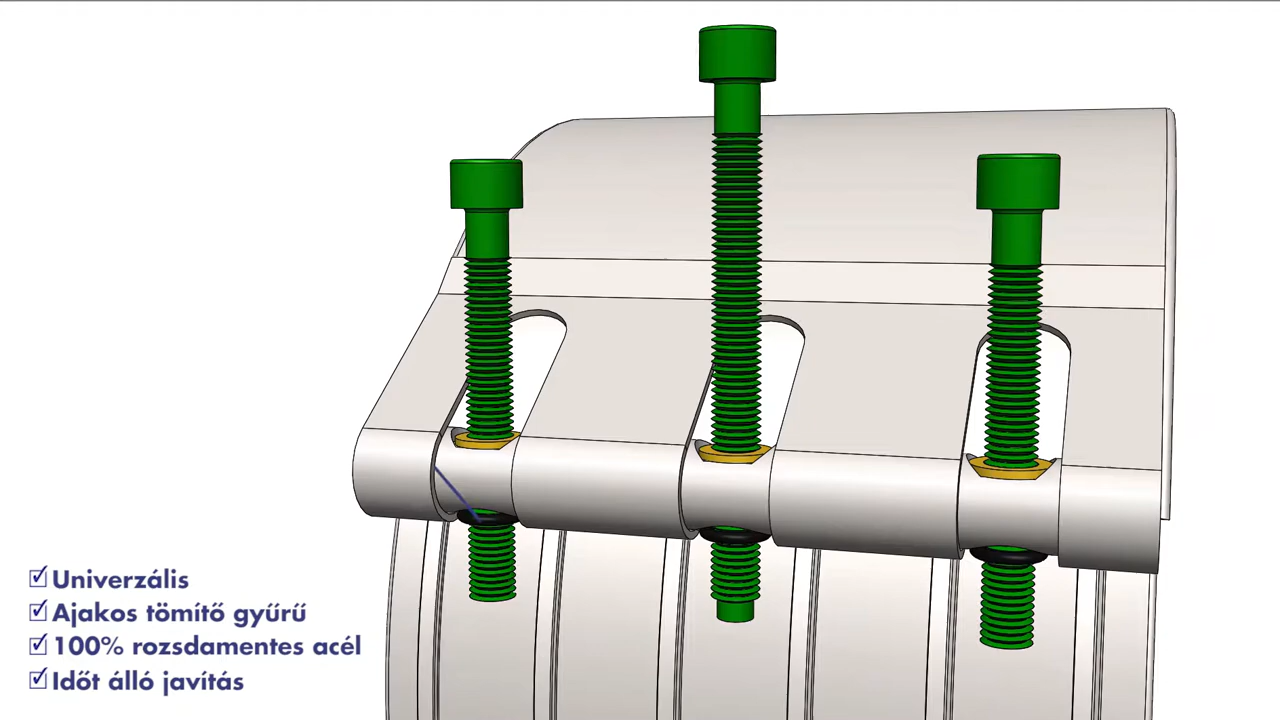 ☑ Univerzális
☑ Ajakos tömítő gyűrű
☑ 100% rozsdamentes acél
☑ Időt álló javítás